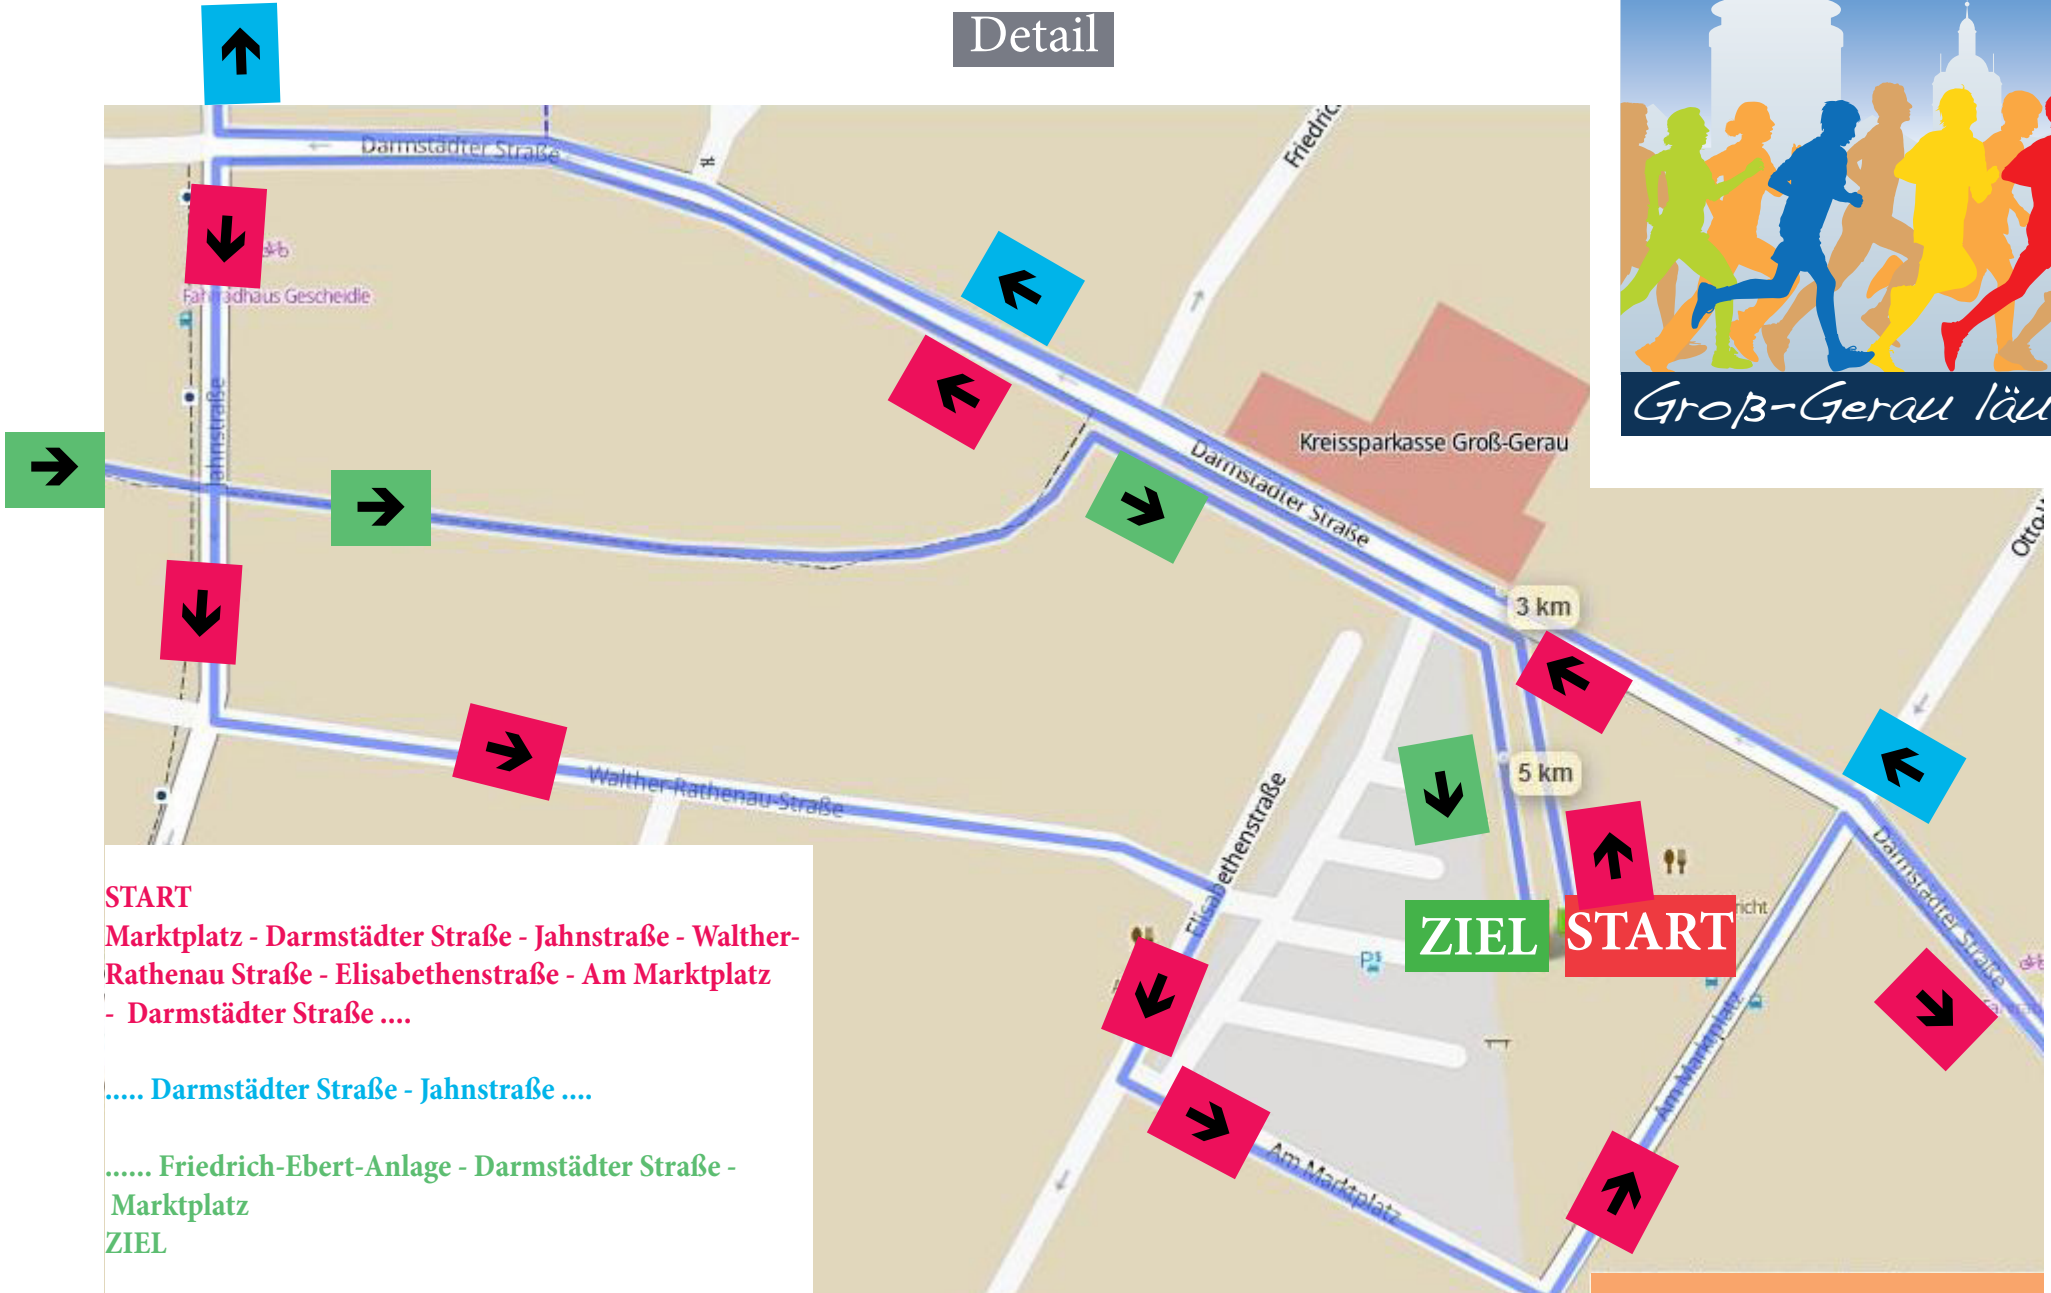 Detail
Friedric
Darmstädter Straße
Groß-Gerau läu
Fahrradhaus Gescheidle
Jahnstraße
Kreissparkasse Groß-Gerau
Darmstädter Straße
Otto
3 km
5 km
Walther-Rathenau-Straße
Elisabethenstraße
Darmstädter Straße
ZIEL
START
richt
Am Marktplatz
Am Marktplatz
START
Marktplatz - Darmstädter Straße - Jahnstraße - Walther-
Rathenau Straße - Elisabethenstraße - Am Marktplatz
- Darmstädter Straße ....
..... Darmstädter Straße - Jahnstraße ....
...... Friedrich-Ebert-Anlage - Darmstädter Straße -
Marktplatz
ZIEL